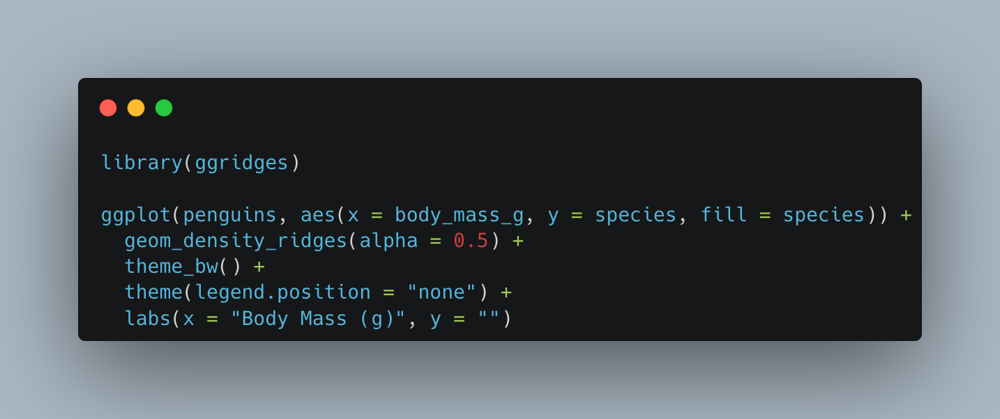 library(ggridges)

ggplot(penguins, aes(x = body_mass_g, y = species, fill = species)) +
  geom_density_ridges(alpha = 0.5) +
  theme_bw() +
  theme(legend.position = "none") +
  labs(x = "Body Mass (g)", y = "")